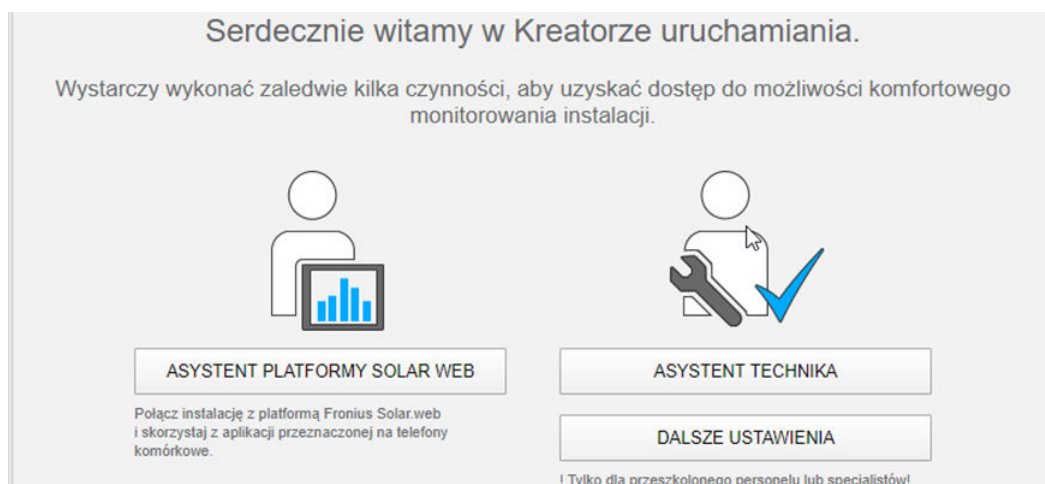 Serdecznie witamy w Kreatorze uruchamiania.
Wystarczy wykonać zaledwie kilka czynności, aby uzyskać dostęp do możliwości komfortowego
monitorowania instalacji.
ASYSTENT PLATFORMY SOLAR WEB
Połącz instalację z platformą Fronius Solar.web
i skorzystaj z aplikacji przeznaczonej na telefony
komórkowe.
ASYSTENT TECHNIKA
DALSZE USTAWIENIA
! Tylko dla przeszkolonego personelu lub specjalistów!